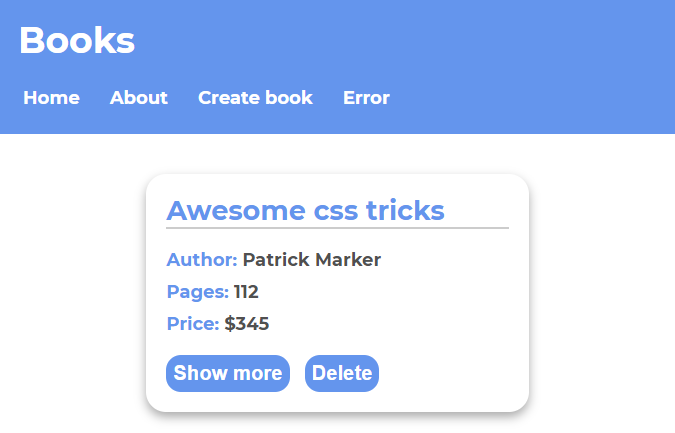 Books
Home About Create book Error
Awesome css tricks
Author: Patrick Marker
Pages: 112
Price: $345
Show more Delete